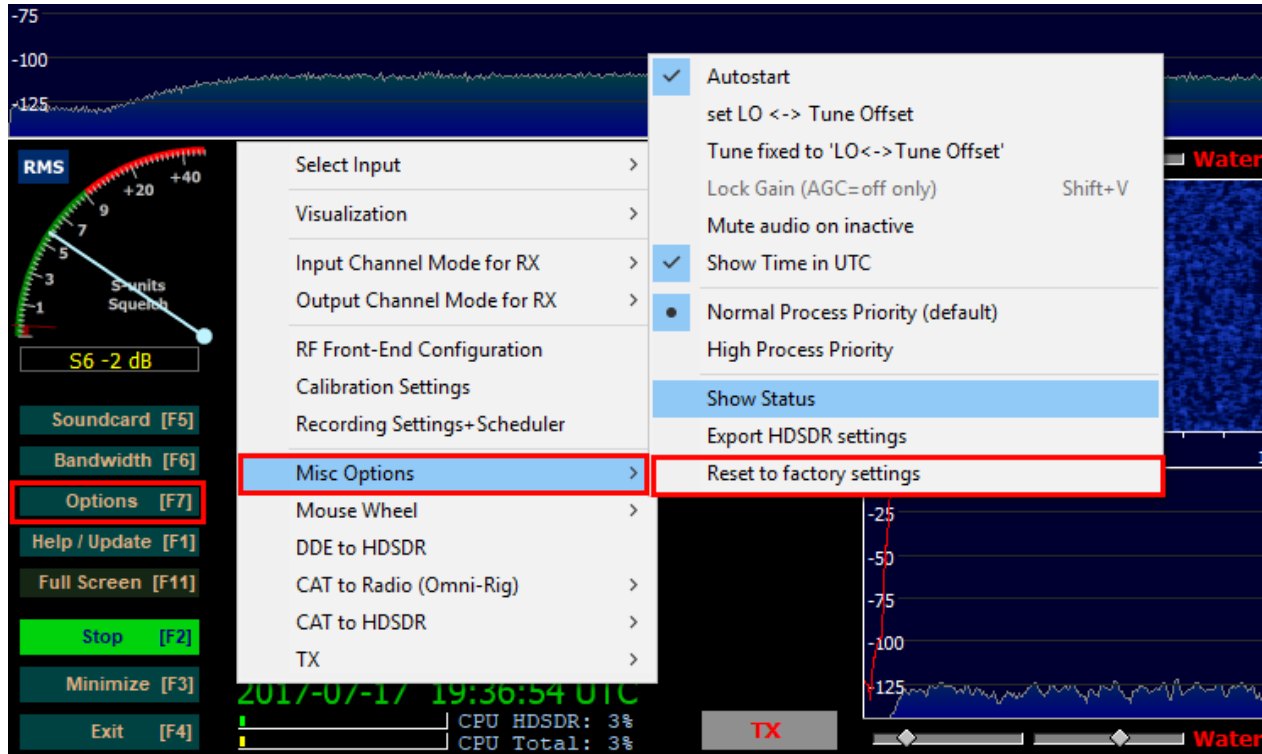 -75
-100
-125
RMS
+20
+40
9
7
5
3
1
S-units
Squelch
S6 -2 dB
Soundcard [F5]
Bandwidth [F6]
Options [F7]
Help / Update [F1]
Full Screen [F11]
Stop [F2]
Minimize [F3]
Exit [F4]
Select Input
Visualization
Input Channel Mode for RX
Output Channel Mode for RX
RF Front-End Configuration
Calibration Settings
Recording Settings+Scheduler
Misc Options
Mouse Wheel
DDE to HDSDR
CAT to Radio (Omni-Rig)
CAT to HDSDR
TX
2017-07-17 19:36:54 UTC
CPU HDSDR: 3%
CPU Total: 3%
Autostart
set LO <-> Tune Offset
Tune fixed to 'LO<->Tune Offset'
Lock Gain (AGC=off only) Shift+V
Mute audio on inactive
Show Time in UTC
Normal Process Priority (default)
High Process Priority
Show Status
Export HDSDR settings
Reset to factory settings
Water
-25
-50
-75
-100
-125
TX
Water